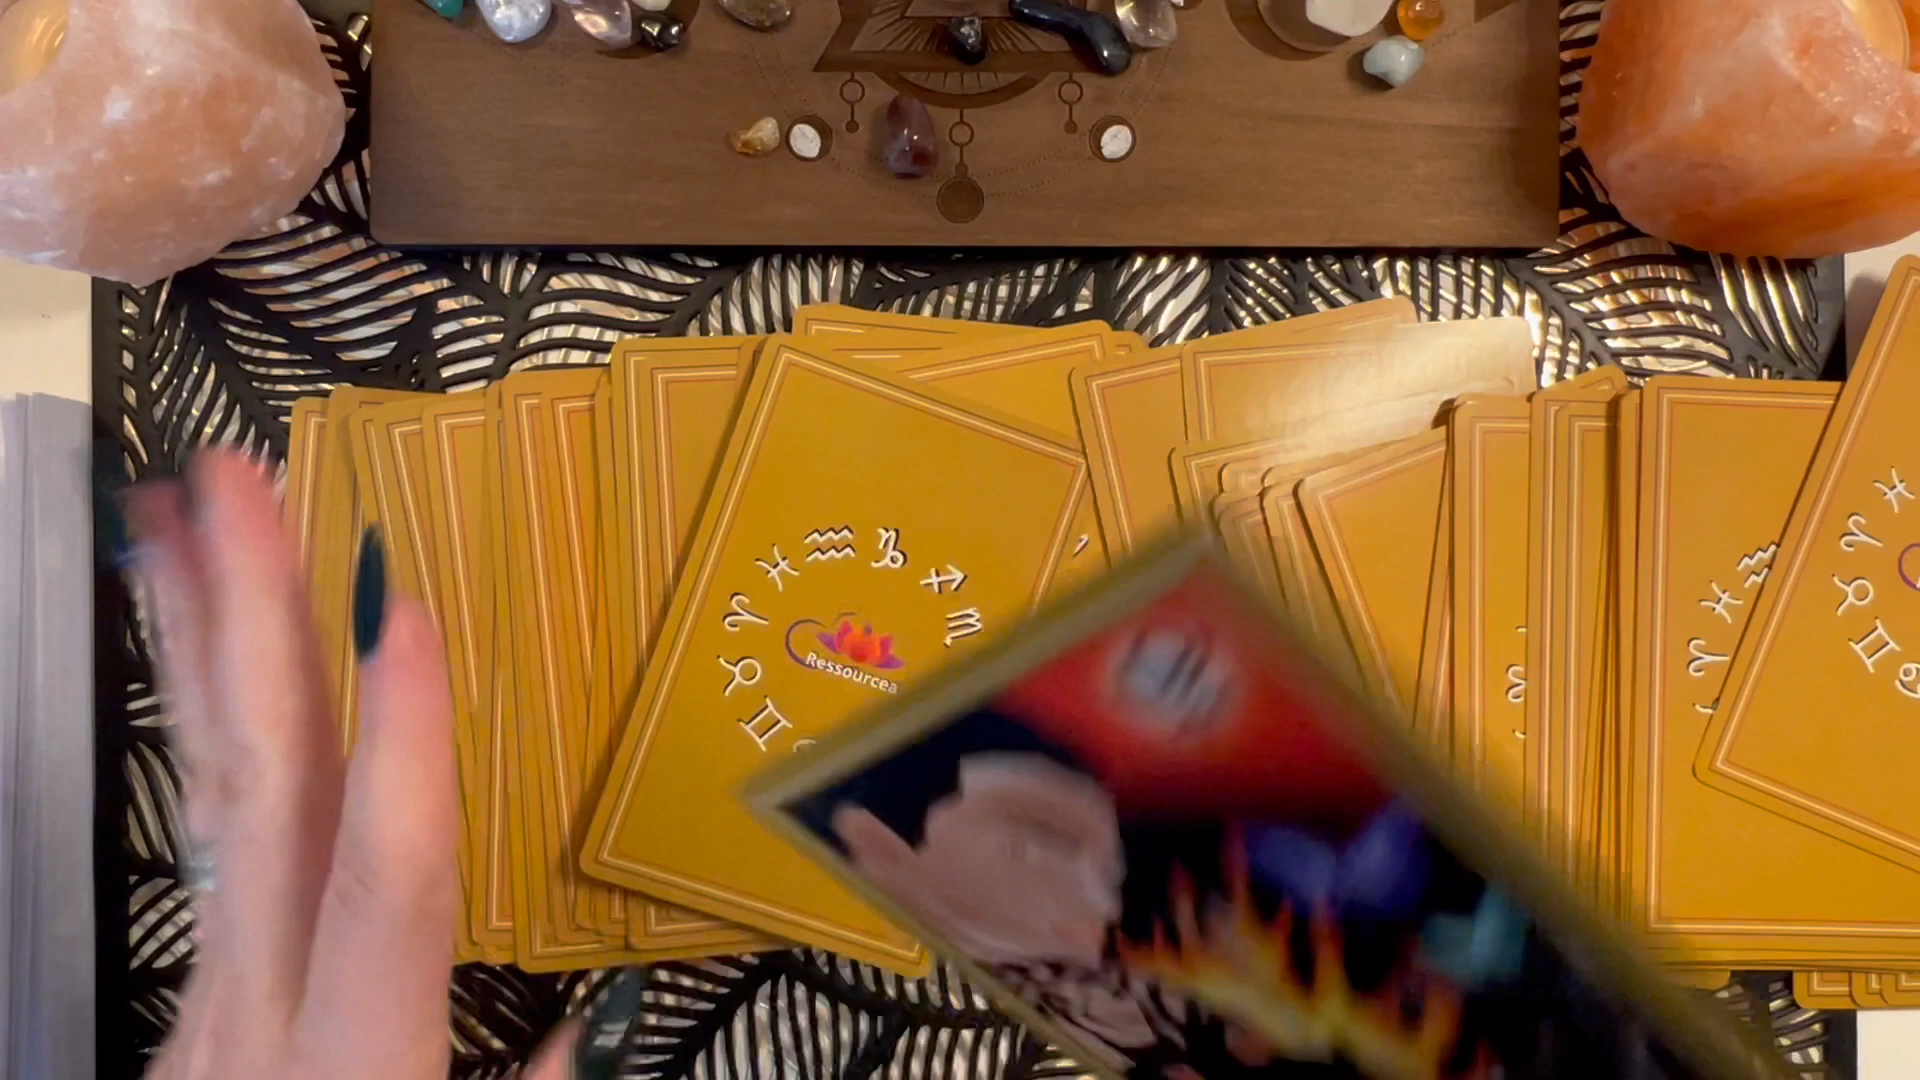 ♓ ♒ ♑ ♐ ♏
♈ ♉ ♊
Ressourcea
♒ ♓ ♈
♈
♓ ♈ ♉ ♊ ♋